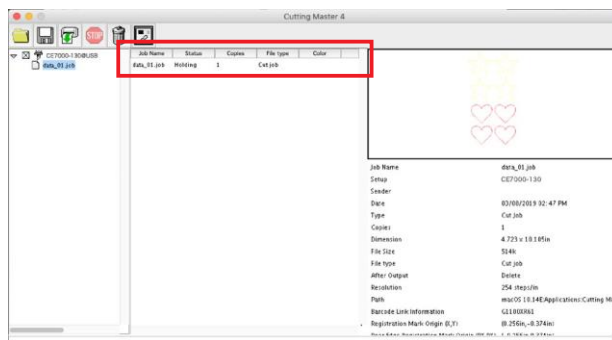 Cutting Master 4
STOP
CE7000-130@USB
data_01.job
Job Name Status Copies File type Color
data_01.job Holding 1 Cut job
Job Name data_01.job
Setup CE7000-130
Sender
Date 03/08/2019 02:47 PM
Type Cut Job
Copies 1
Dimension 4.723 x 10.105in
File Size 514k
File type Cut job
After Output Delete
Resolution 254 steps/in
Path macOS 10.14E:Applications:Cutting M
Barcode Link Information
Registration Mark Origin (X,Y) (0.256in,-0.374in)